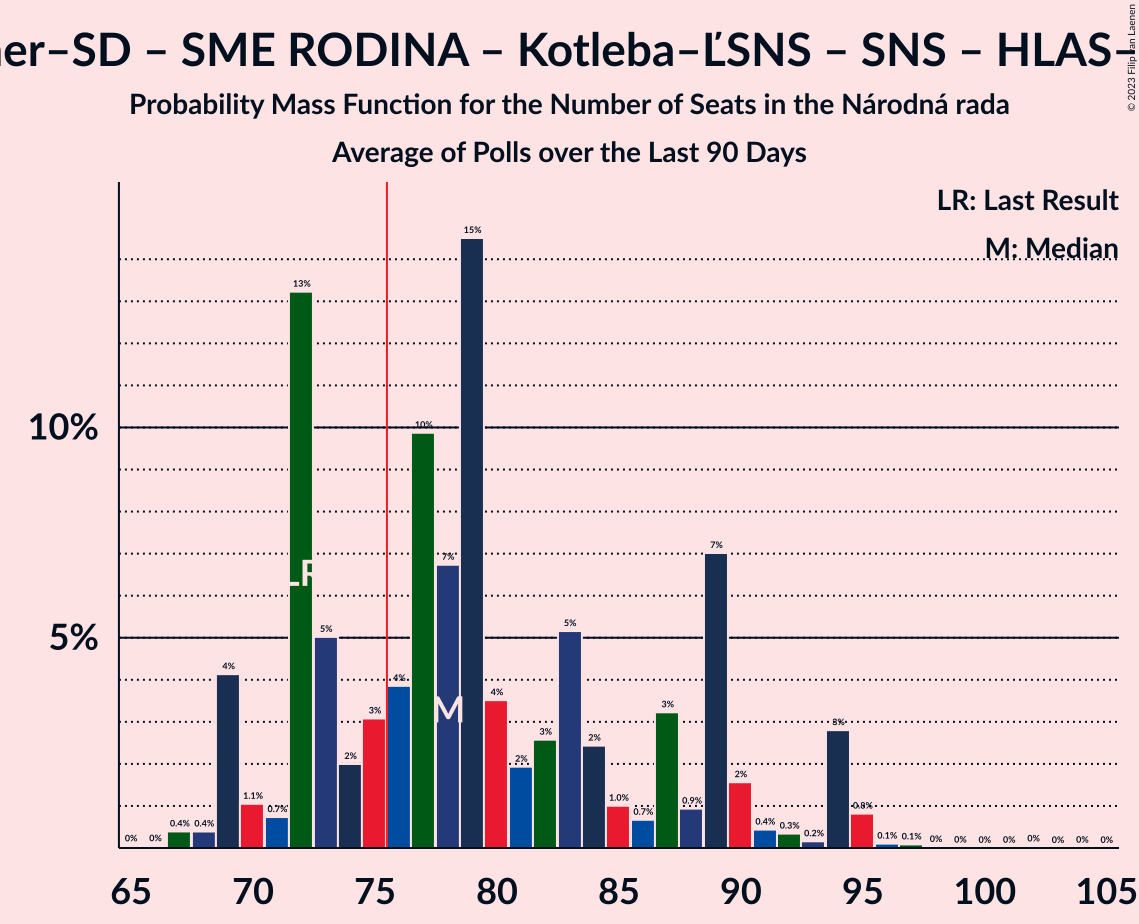 ner–SD – SME RODINA – Kotleba–ĽSNS – SNS – HLAS–
© 2023 Filip van Laenen
Probability Mass Function for the Number of Seats in the Národná rada
Average of Polls over the Last 90 Days
LR: Last Result
M: Median
10%
5%
0% 0% 0.4% 0.4% 4% 1.1% 0.7% 13% 5% 2% 3% 4% 10% 7% 15% 4% 2% 3% 5% 2% 1.0% 0.7% 3% 0.9% 7% 2% 0.4% 0.3% 0.2% 3% 0.8% 0.1% 0.1% 0% 0% 0% 0% 0% 0% 0% 0%
LR
M
65 70 75 80 85 90 95 100 105